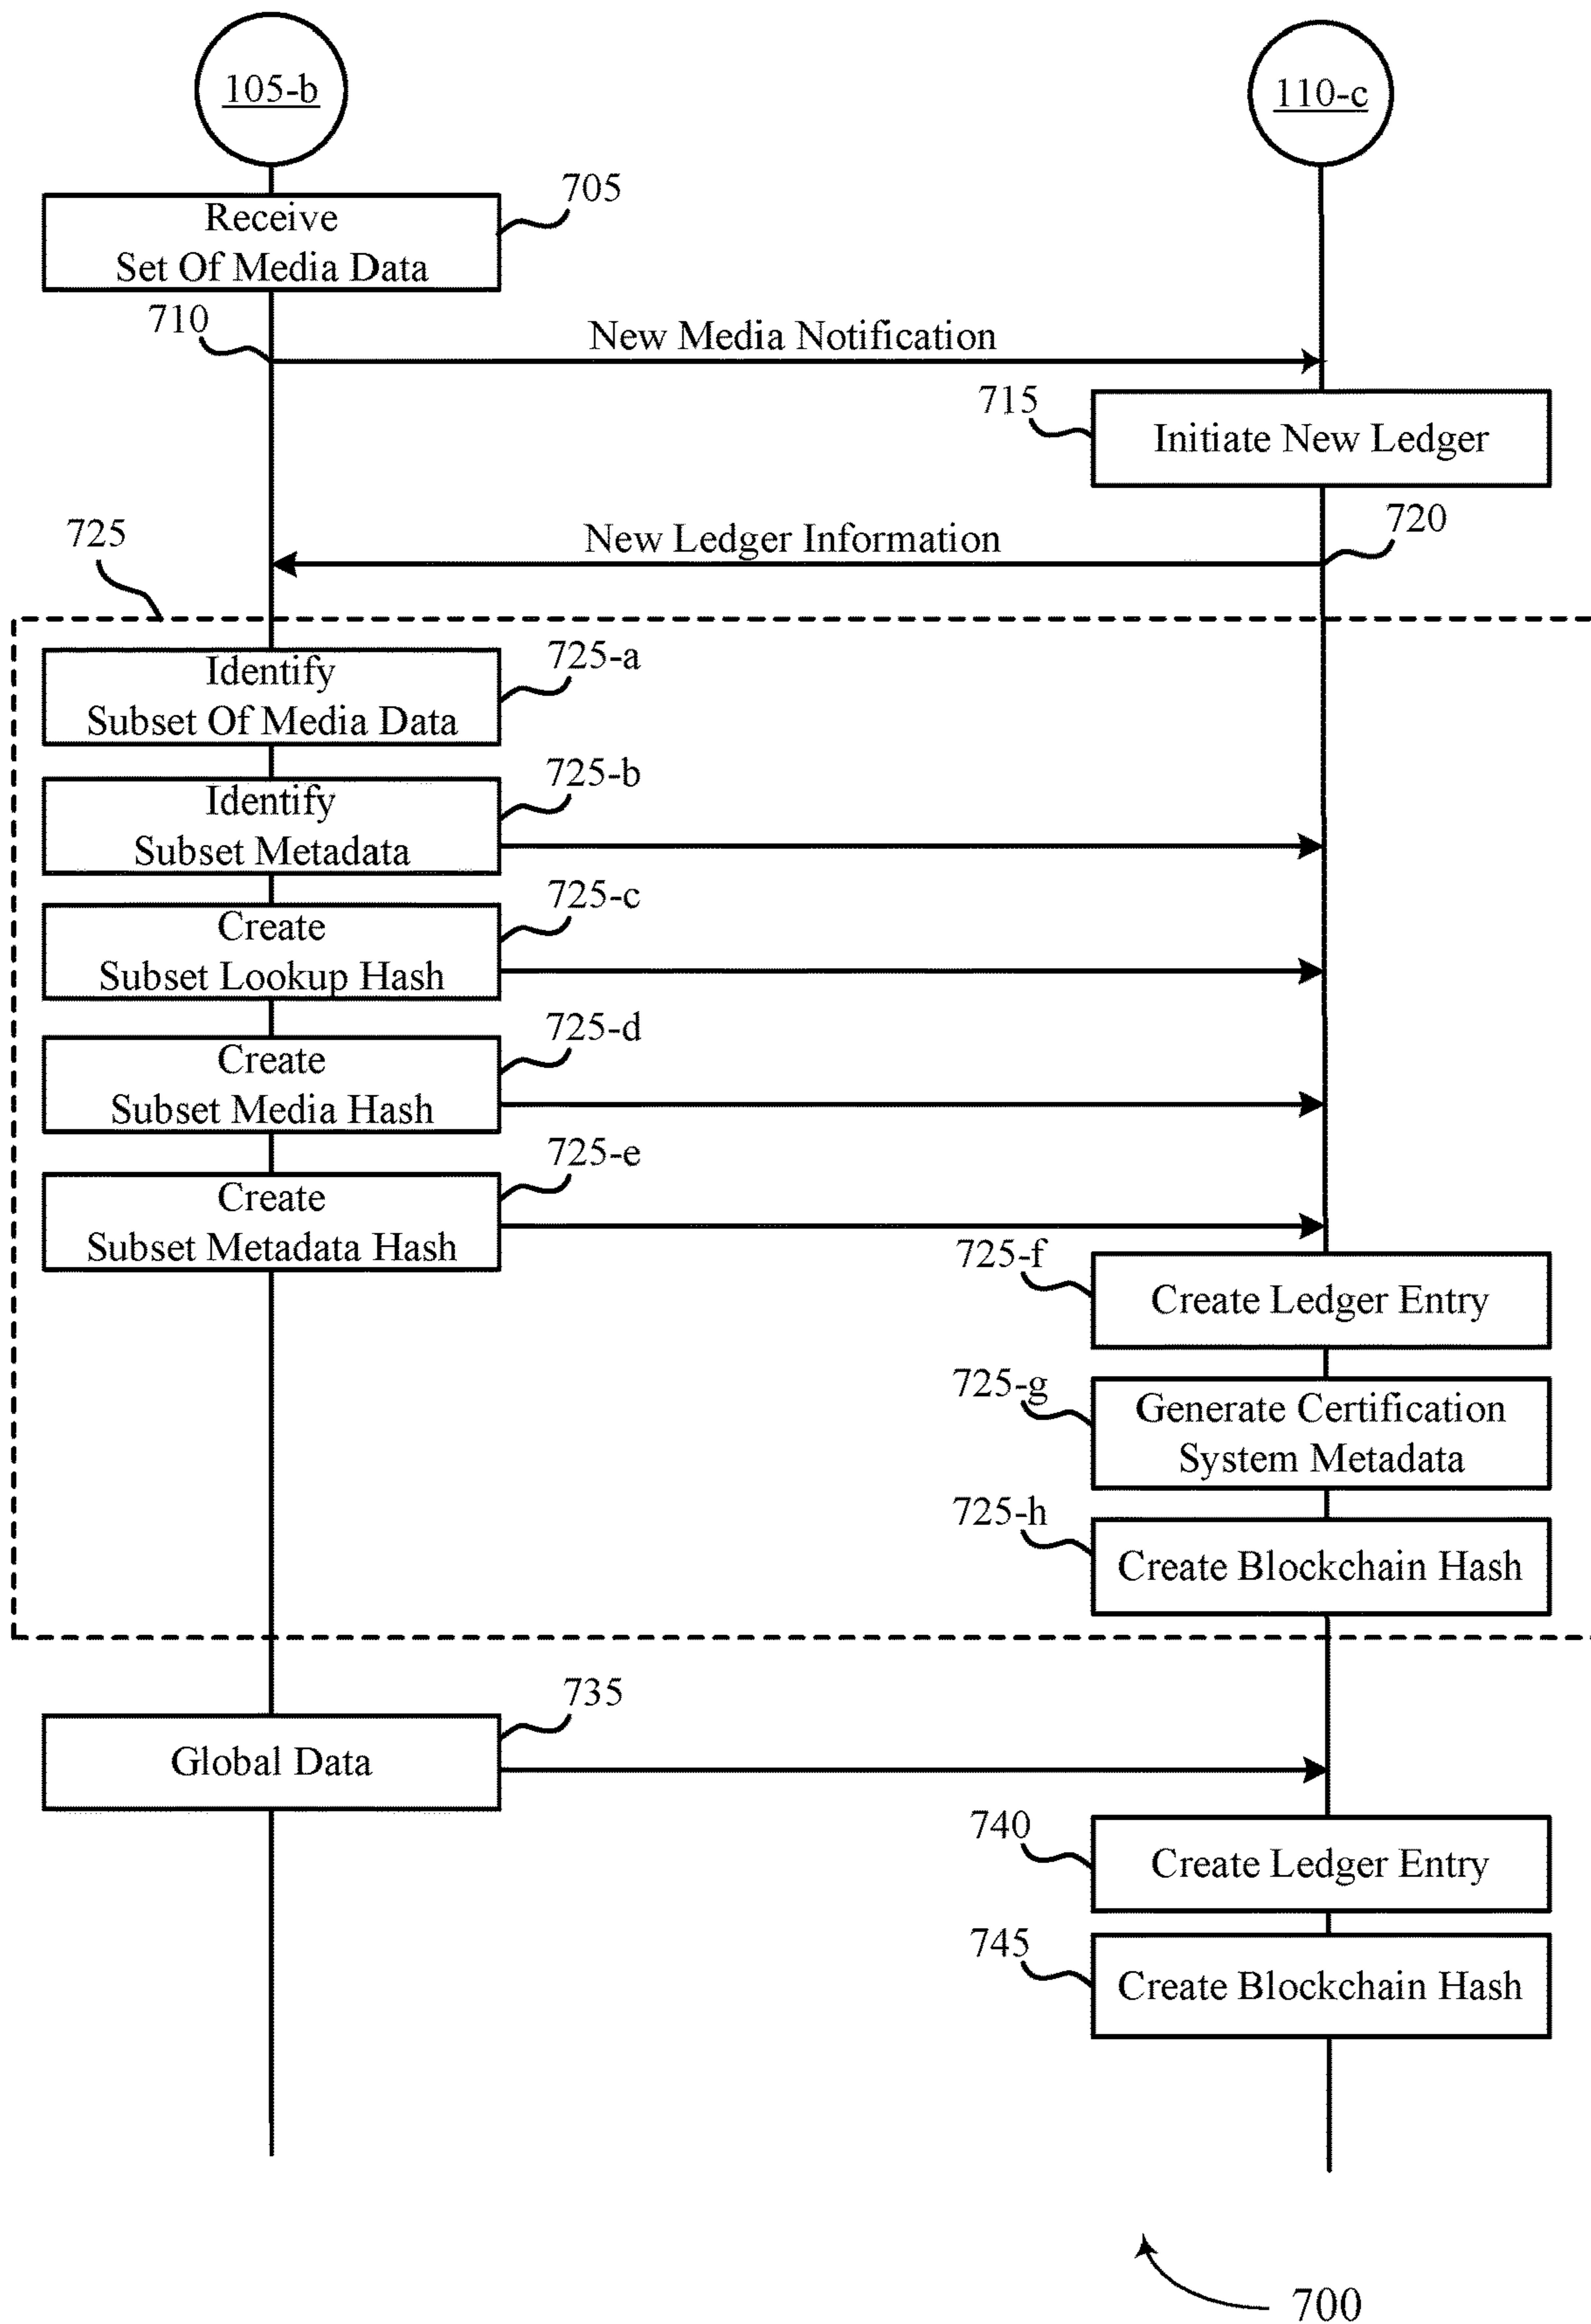 105-b
110-c
705
Receive
Set Of Media Data
710
New Media Notification
715
Initiate New Ledger
720
New Ledger Information
725
725-a
Identify
Subset Of Media Data
725-b
Identify
Subset Metadata
725-c
Create
Subset Lookup Hash
725-d
Create
Subset Media Hash
725-e
Create
Subset Metadata Hash
725-f
Create Ledger Entry
725-g
Generate Certification
System Metadata
725-h
Create Blockchain Hash
735
Global Data
740
Create Ledger Entry
745
Create Blockchain Hash
700